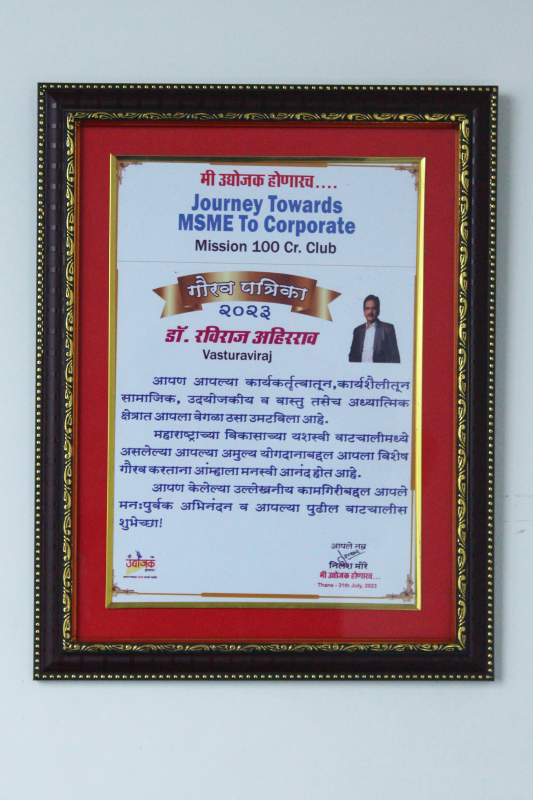 मी उद्योजक होणारच....
Journey Towards
MSME To Corporate
Mission 100 Cr. Club
गौरव पत्रिका
२०२३
डॉ. रविराज अहिरराव
Vasturaviraj
आपण आपल्या कार्यकर्तृत्वातून,कार्यशैलीतून
सामाजिक, उदयोजकीय व वास्तु तसेच अध्यात्मिक
क्षेत्रात आपला वेगळा ठसा उमटविला आहे.
महाराष्ट्राच्या विकासाच्या यशस्वी वाटचालीमध्ये
असलेल्या आपल्या अमुल्य योगदानाबद्दल आपला विशेष
गौरव करताना आंम्हाला मनस्वी आनंद होत आहे.
आपण केलेल्या उल्लेखनीय कामगिरीबद्दल आपले
मन:पुर्वक अभिनंदन व आपल्या पुढील वाटचालीस
शुभेच्छा!
आपले नम्र
निलेश मोरे
मी उद्योजक होणारच...
Thane - 31th July, 2023
उद्योजक